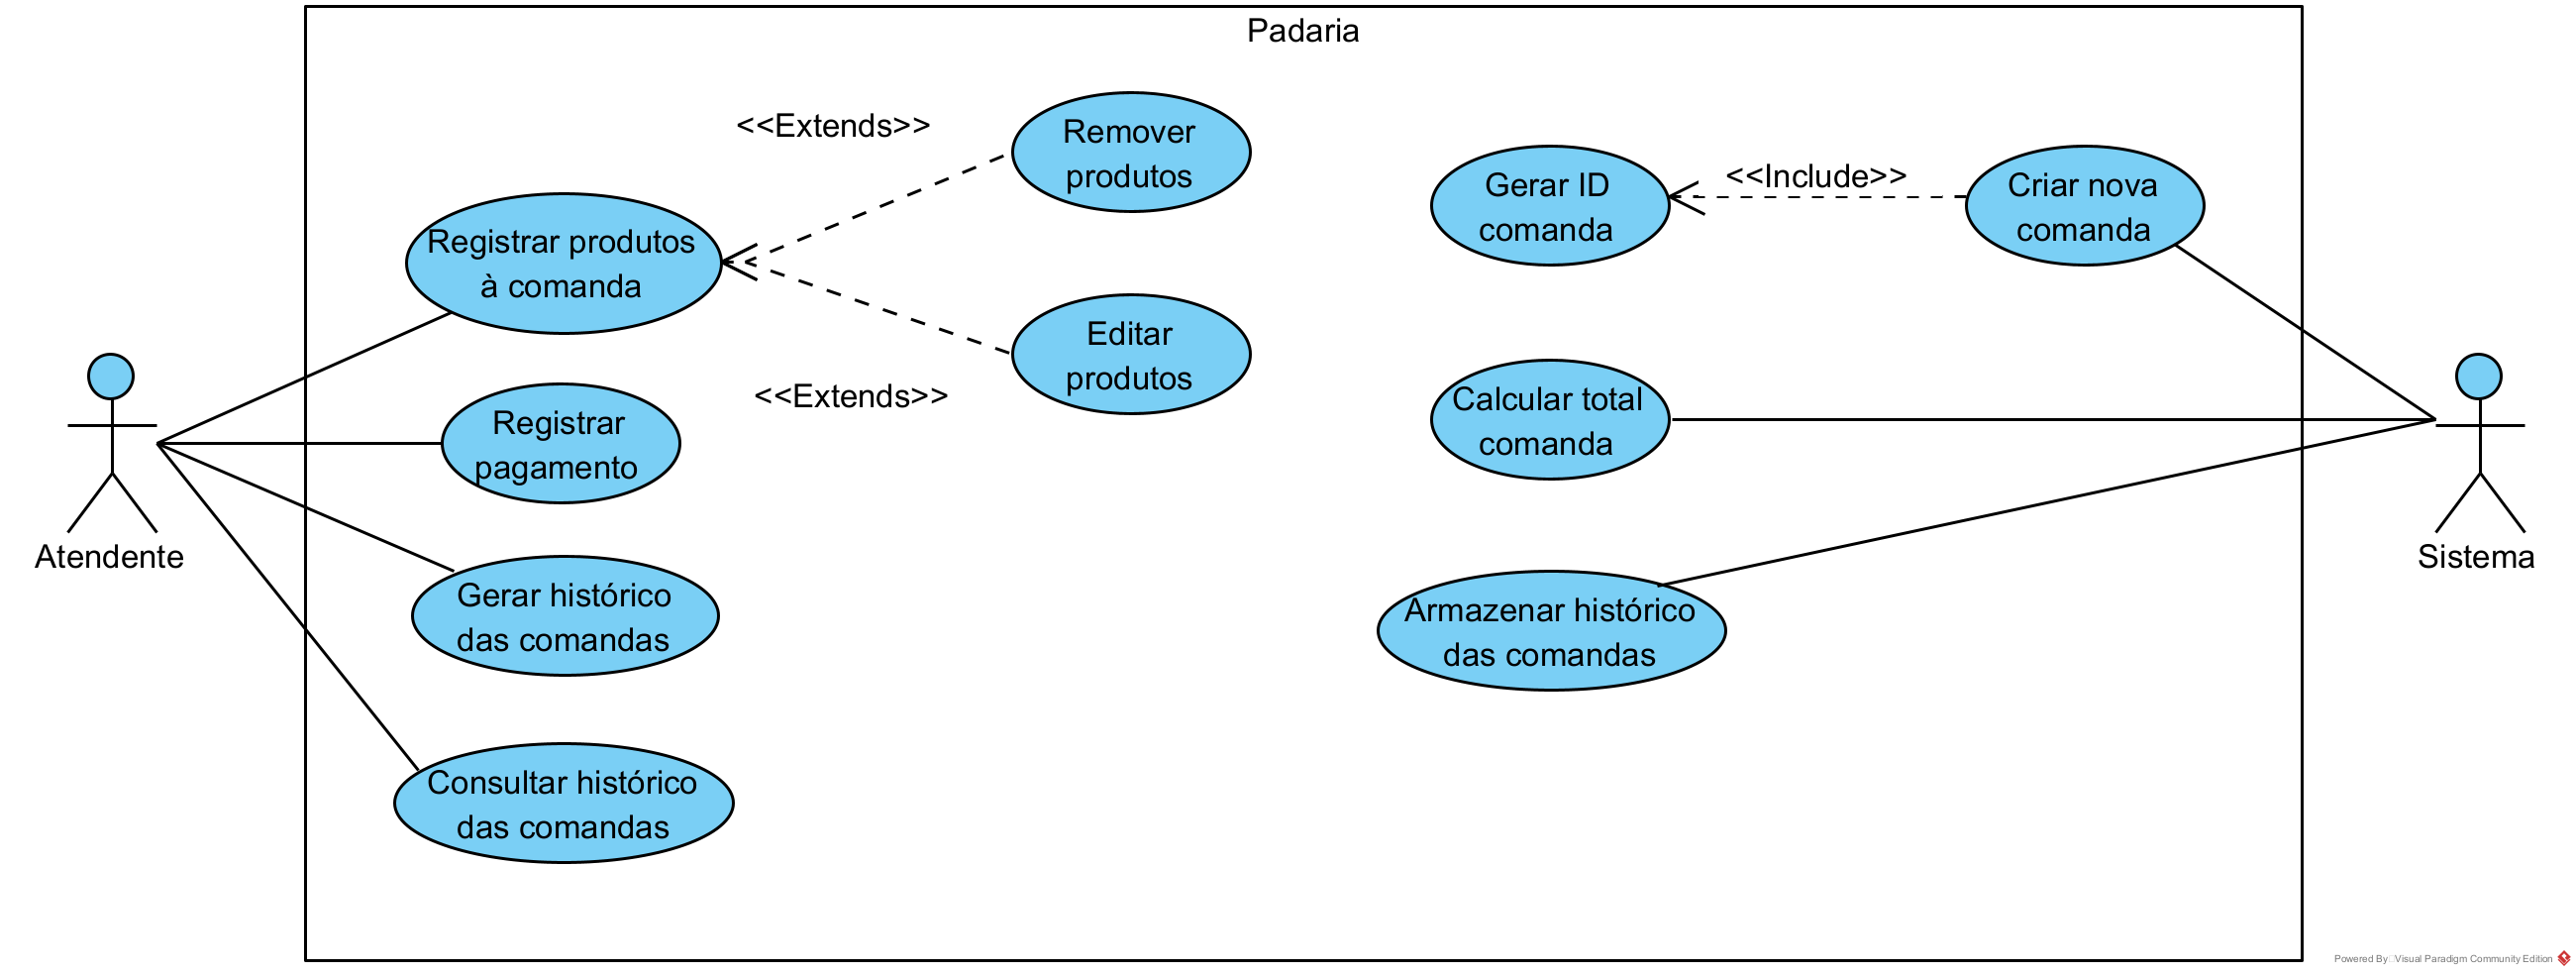 Padaria
<<Extends>>
Remover
produtos
Registrar produtos
à comanda
<<Extends>>
Editar
produtos
Gerar ID
comanda
<<Include>>
Criar nova
comanda
Calcular total
comanda
Registrar
pagamento
Atendente
Sistema
Gerar histórico
das comandas
Armazenar histórico
das comandas
Consultar histórico
das comandas
Powered By Visual Paradigm Community Edition